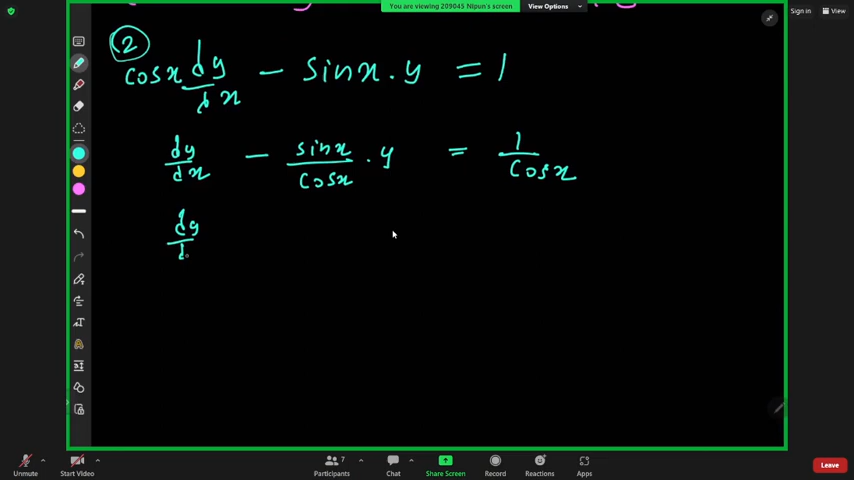 You are viewing 209045 Nipun's screen View Options
Sign in View
2
cosx dy/dx - sinx.y = 1
dy/dx - sinx/cosx . y = 1/cosx
dy/d
Unmute Start Video Participants 7 Chat Share Screen Record Reactions Apps Leave